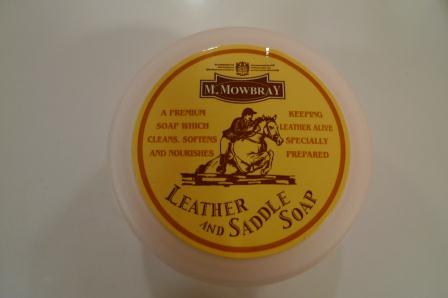 M. MOWBRAY
A PREMIUM
SOAP WHICH
CLEANS, SOFTENS
AND NOURISHES
KEEPING
LEATHER ALIVE
SPECIALLY
PREPARED
LEATHER
AND SADDLE
SOAP